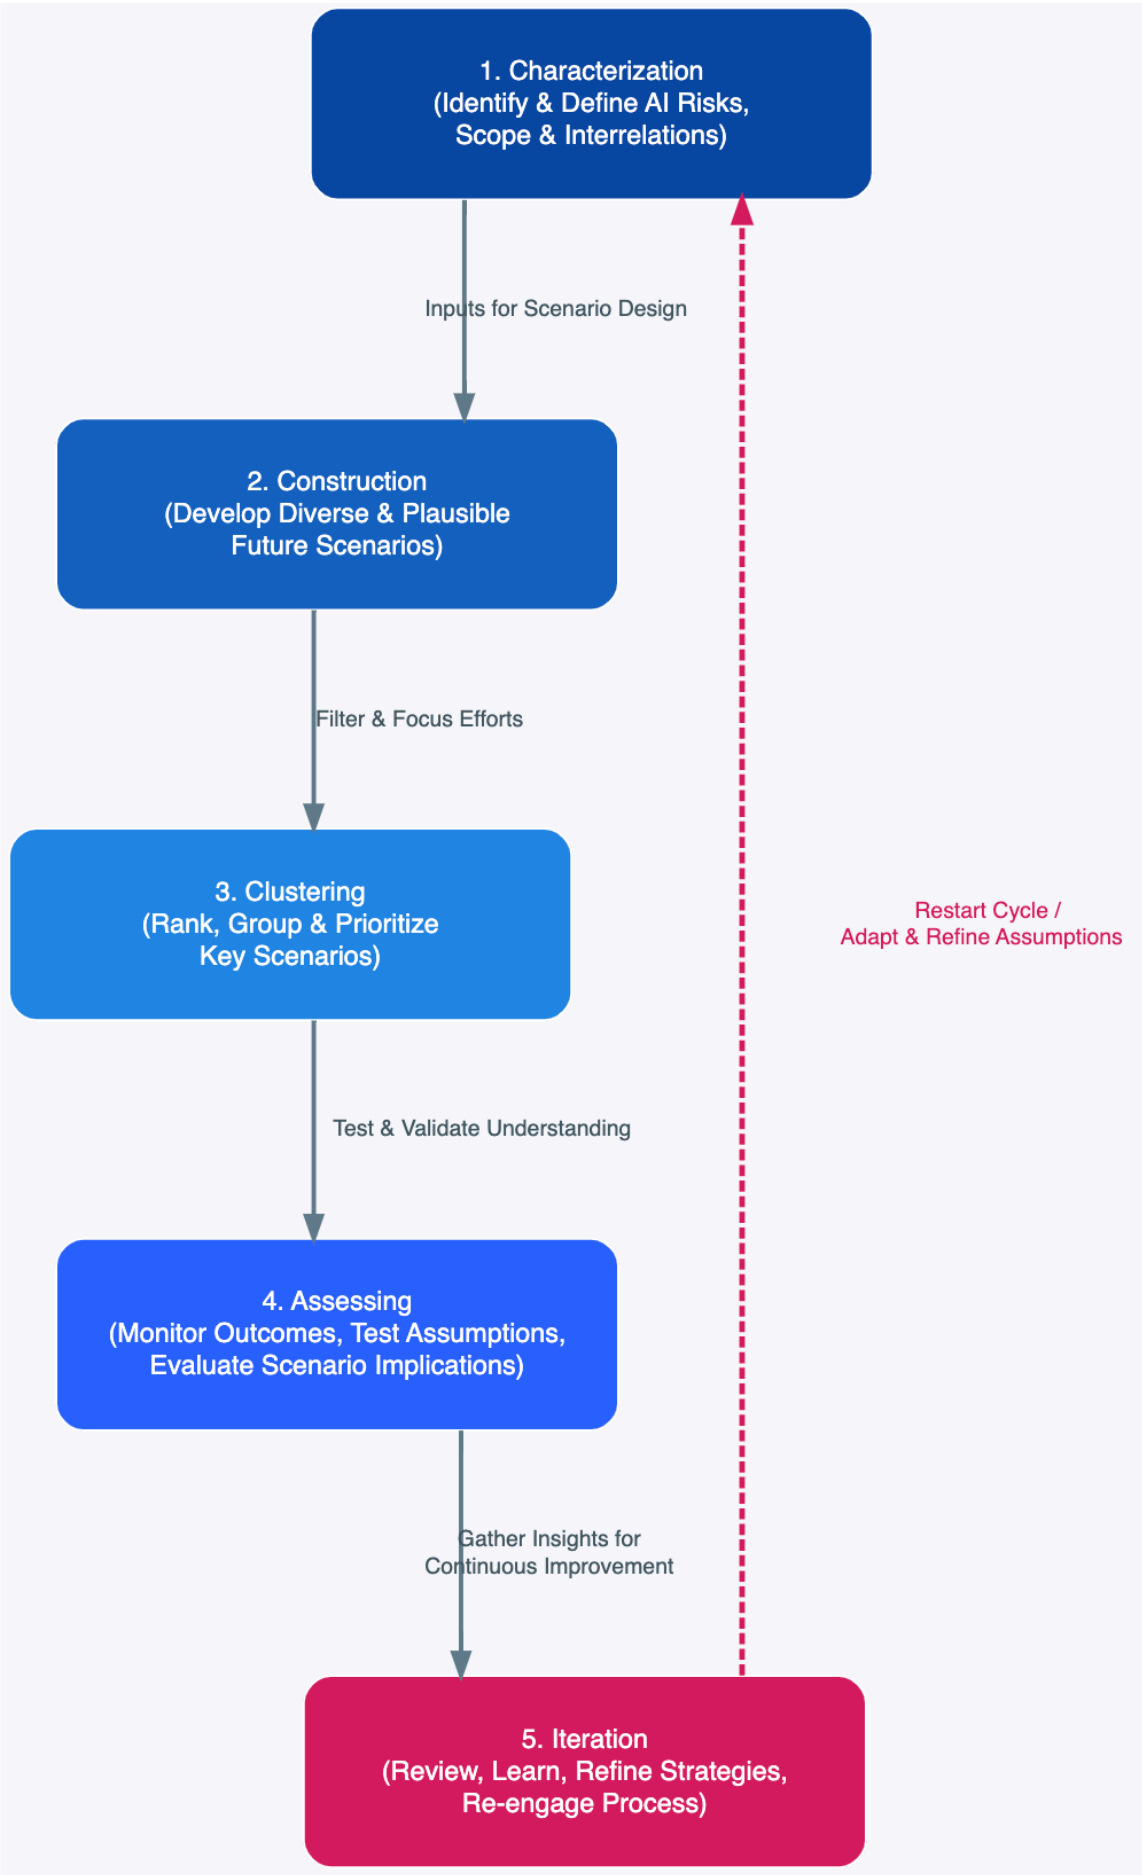 1. Characterization
(Identify & Define AI Risks,
Scope & Interrelations)
Inputs for Scenario Design
2. Construction
(Develop Diverse & Plausible
Future Scenarios)
Filter & Focus Efforts
3. Clustering
(Rank, Group & Prioritize
Key Scenarios)
Restart Cycle /
Adapt & Refine Assumptions
Test & Validate Understanding
4. Assessing
(Monitor Outcomes, Test Assumptions,
Evaluate Scenario Implications)
Gather Insights for
Continuous Improvement
5. Iteration
(Review, Learn, Refine Strategies,
Re-engage Process)